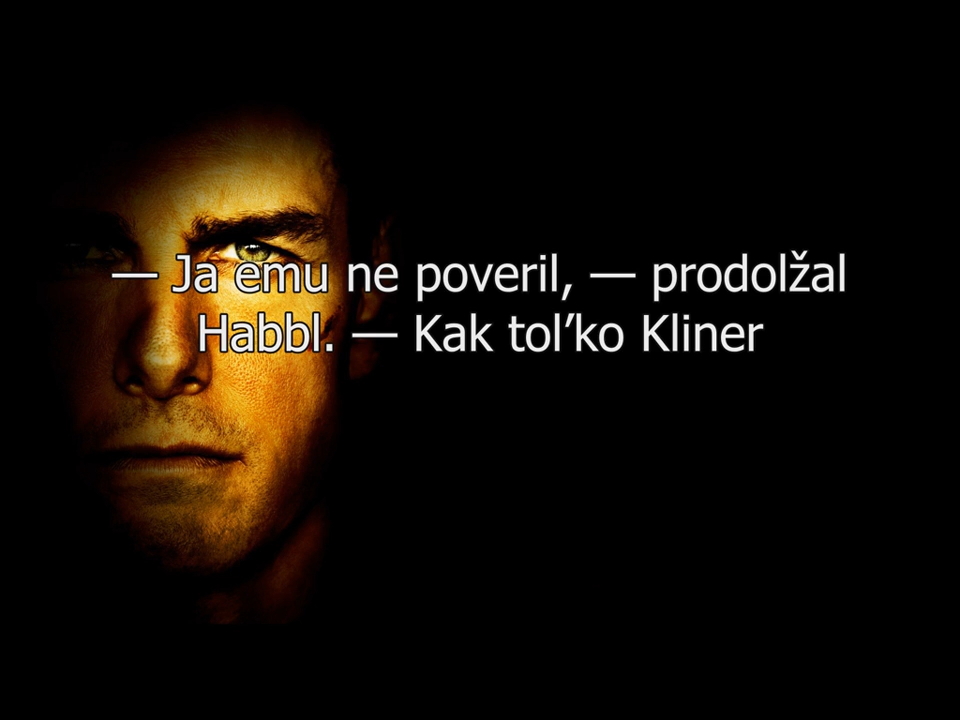 — Ja emu ne poveril, — prodolžal
Habbl. — Kak tol’ko Kliner